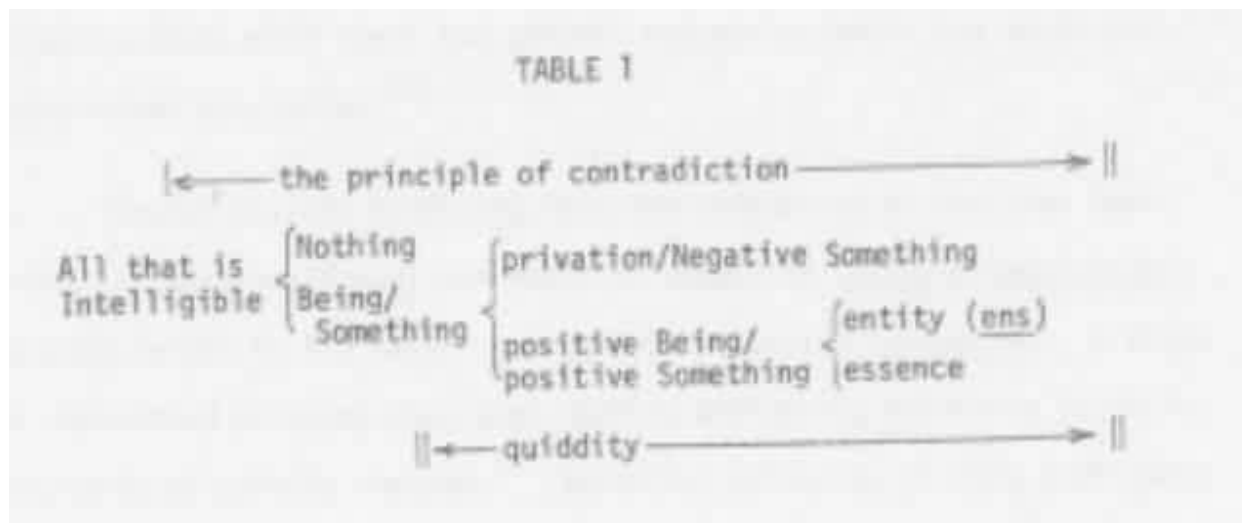 TABLE 1
the principle of contradiction
All that is
Intelligible
Nothing
Being/
Something
privation/Negative Something
positive Being/
positive Something
entity (ens)
essence
quiddity